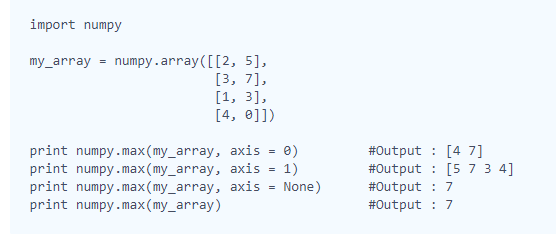 import numpy
my_array = numpy.array([[2, 5],
[3, 7],
[1, 3],
[4, 0]])
print numpy.max(my_array, axis = 0)         #Output : [4 7]
print numpy.max(my_array, axis = 1)         #Output : [5 7 3 4]
print numpy.max(my_array, axis = None)      #Output : 7
print numpy.max(my_array)                   #Output : 7